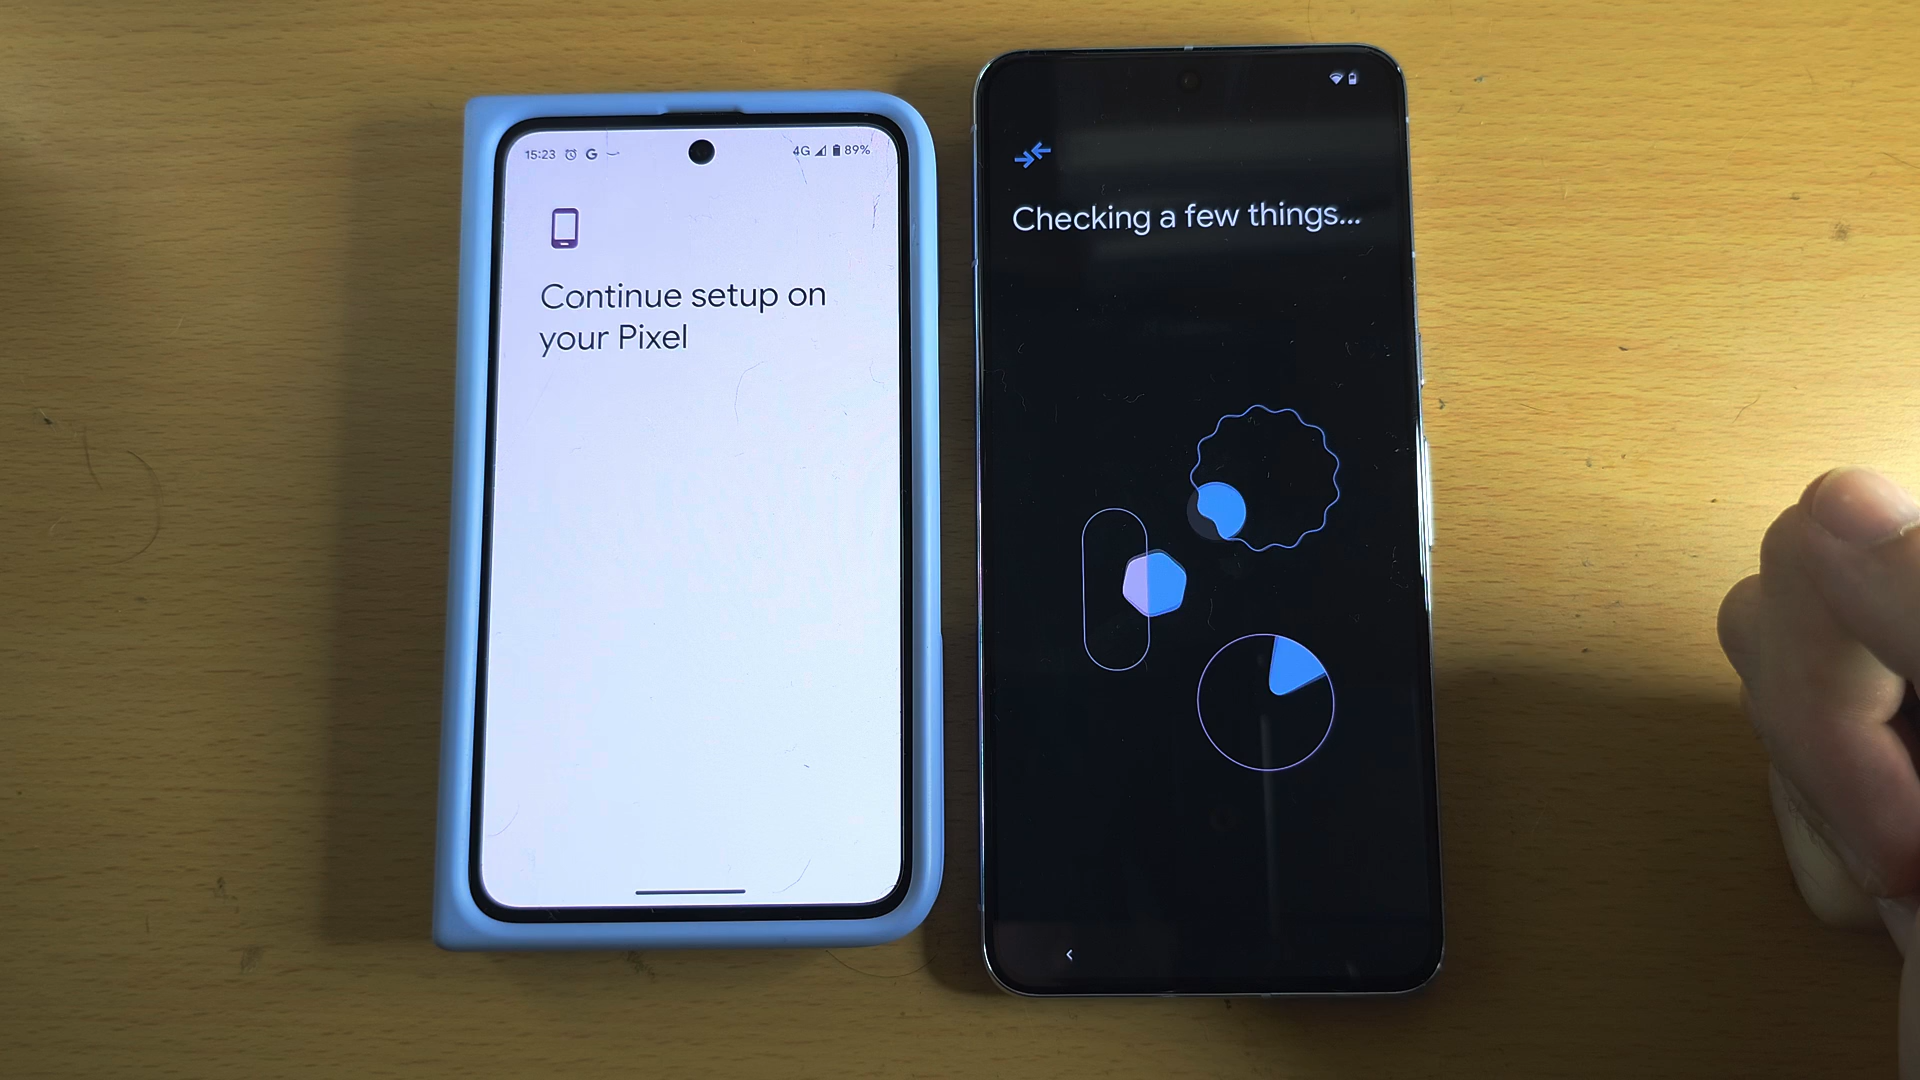 15:23 G 4G 89%
Continue setup on
your Pixel
Checking a few things...